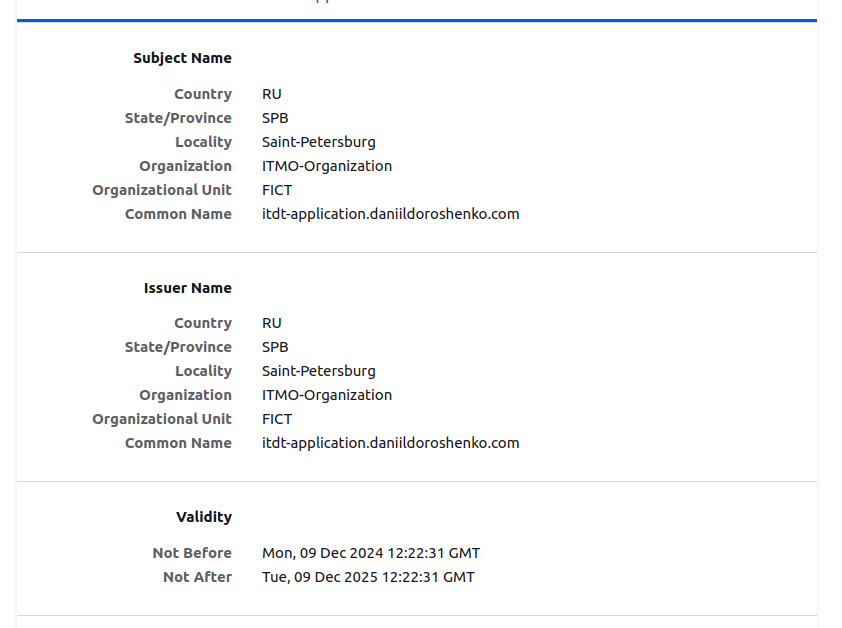 Subject Name
Country RU
State/Province SPB
Locality Saint-Petersburg
Organization ITMO-Organization
Organizational Unit FICT
Common Name itdt-application.daniildoroshenko.com
Issuer Name
Country RU
State/Province SPB
Locality Saint-Petersburg
Organization ITMO-Organization
Organizational Unit FICT
Common Name itdt-application.daniildoroshenko.com
Validity
Not Before Mon, 09 Dec 2024 12:22:31 GMT
Not After Tue, 09 Dec 2025 12:22:31 GMT